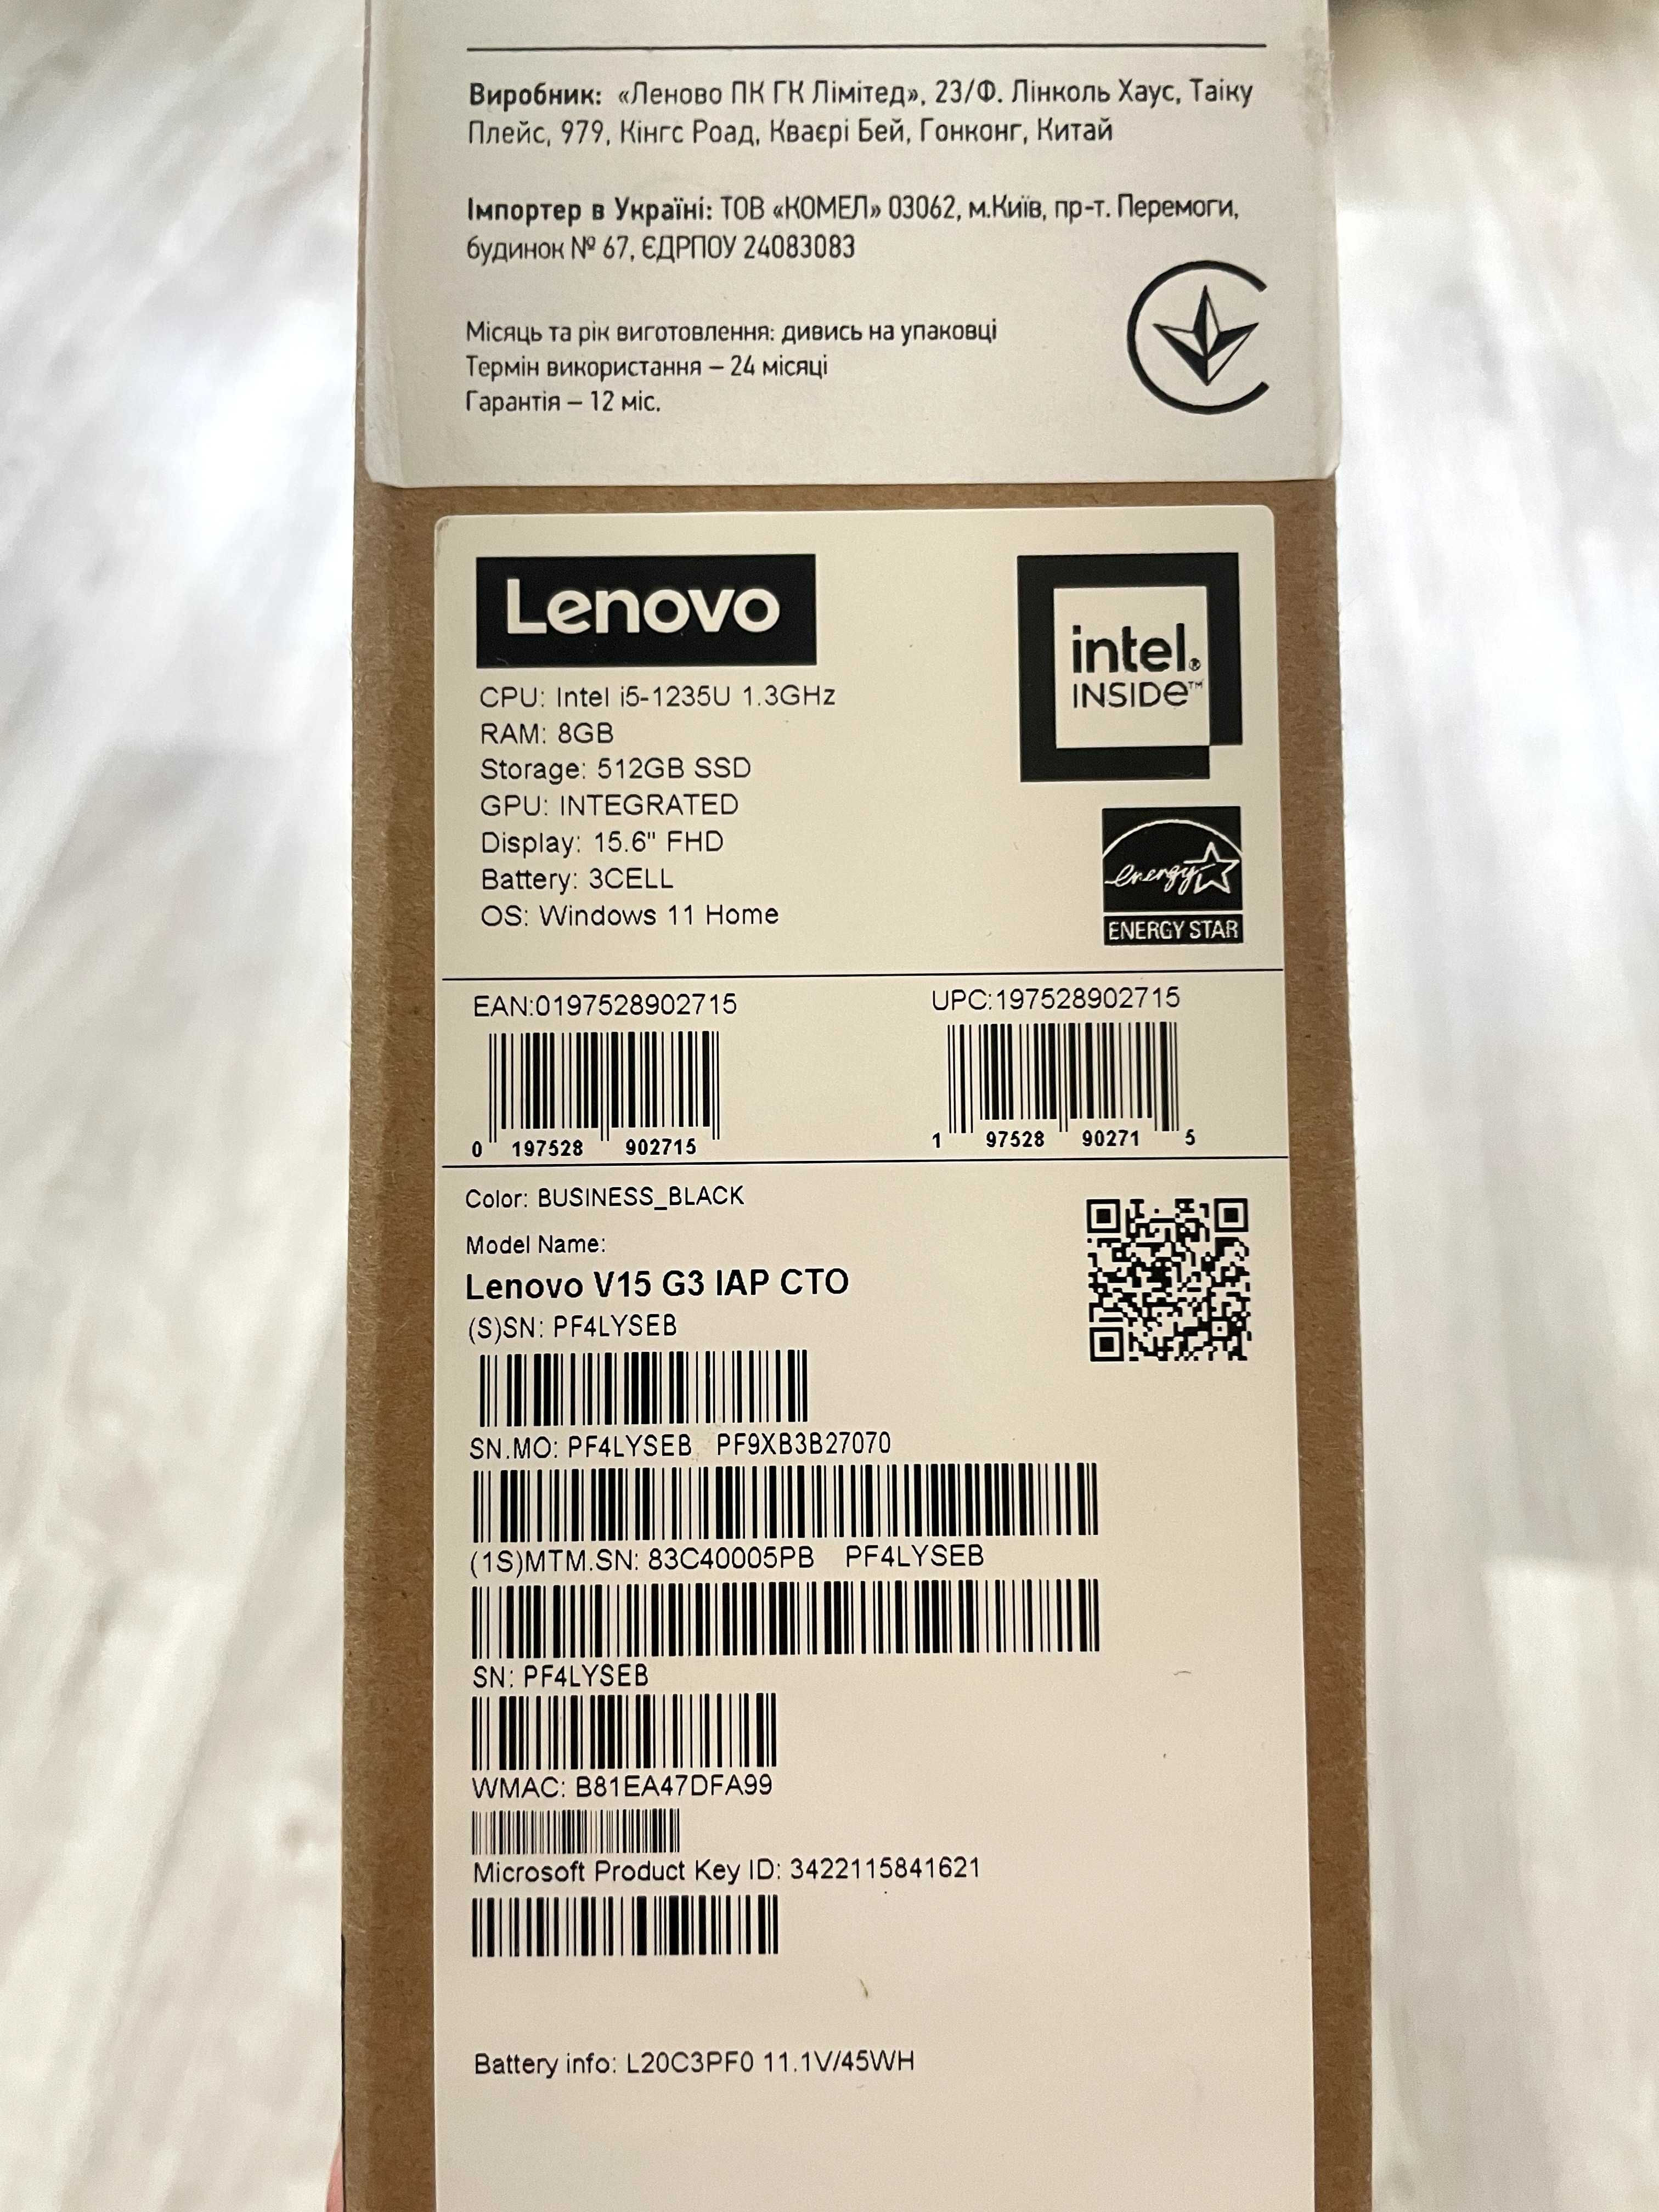 Виробник: «Леново ПК ГК Лімітед», 23/Ф. Лінколь Хаус, Таіку
Плейс, 979, Кінгс Роад, Кваєрі Бей, Гонконг, Китай
Імпортер в Україні: ТОВ «КОМЕЛ» 03062, м.Київ, пр-т. Перемоги,
будинок № 67, ЄДРПОУ 24083083
Місяць та рік виготовлення: дивись на упаковці
Термін використання – 24 місяці
Гарантія – 12 міс.
Lenovo
intel®
INSIDE™
CPU: Intel i5-1235U 1.3GHz
RAM: 8GB
Storage: 512GB SSD
GPU: INTEGRATED
Display: 15.6" FHD
Battery: 3CELL
OS: Windows 11 Home
energy
ENERGY STAR
EAN:0197528902715
UPC:197528902715
0 197528 902715
1 97528 90271 5
Color: BUSINESS_BLACK
Model Name:
Lenovo V15 G3 IAP CTO
(S)SN: PF4LYSEB
SN.MO: PF4LYSEB PF9XB3B27070
(1S)MTM.SN: 83C40005PB PF4LYSEB
SN: PF4LYSEB
WMAC: B81EA47DFA99
Microsoft Product Key ID: 3422115841621
Battery info: L20C3PF0 11.1V/45WH